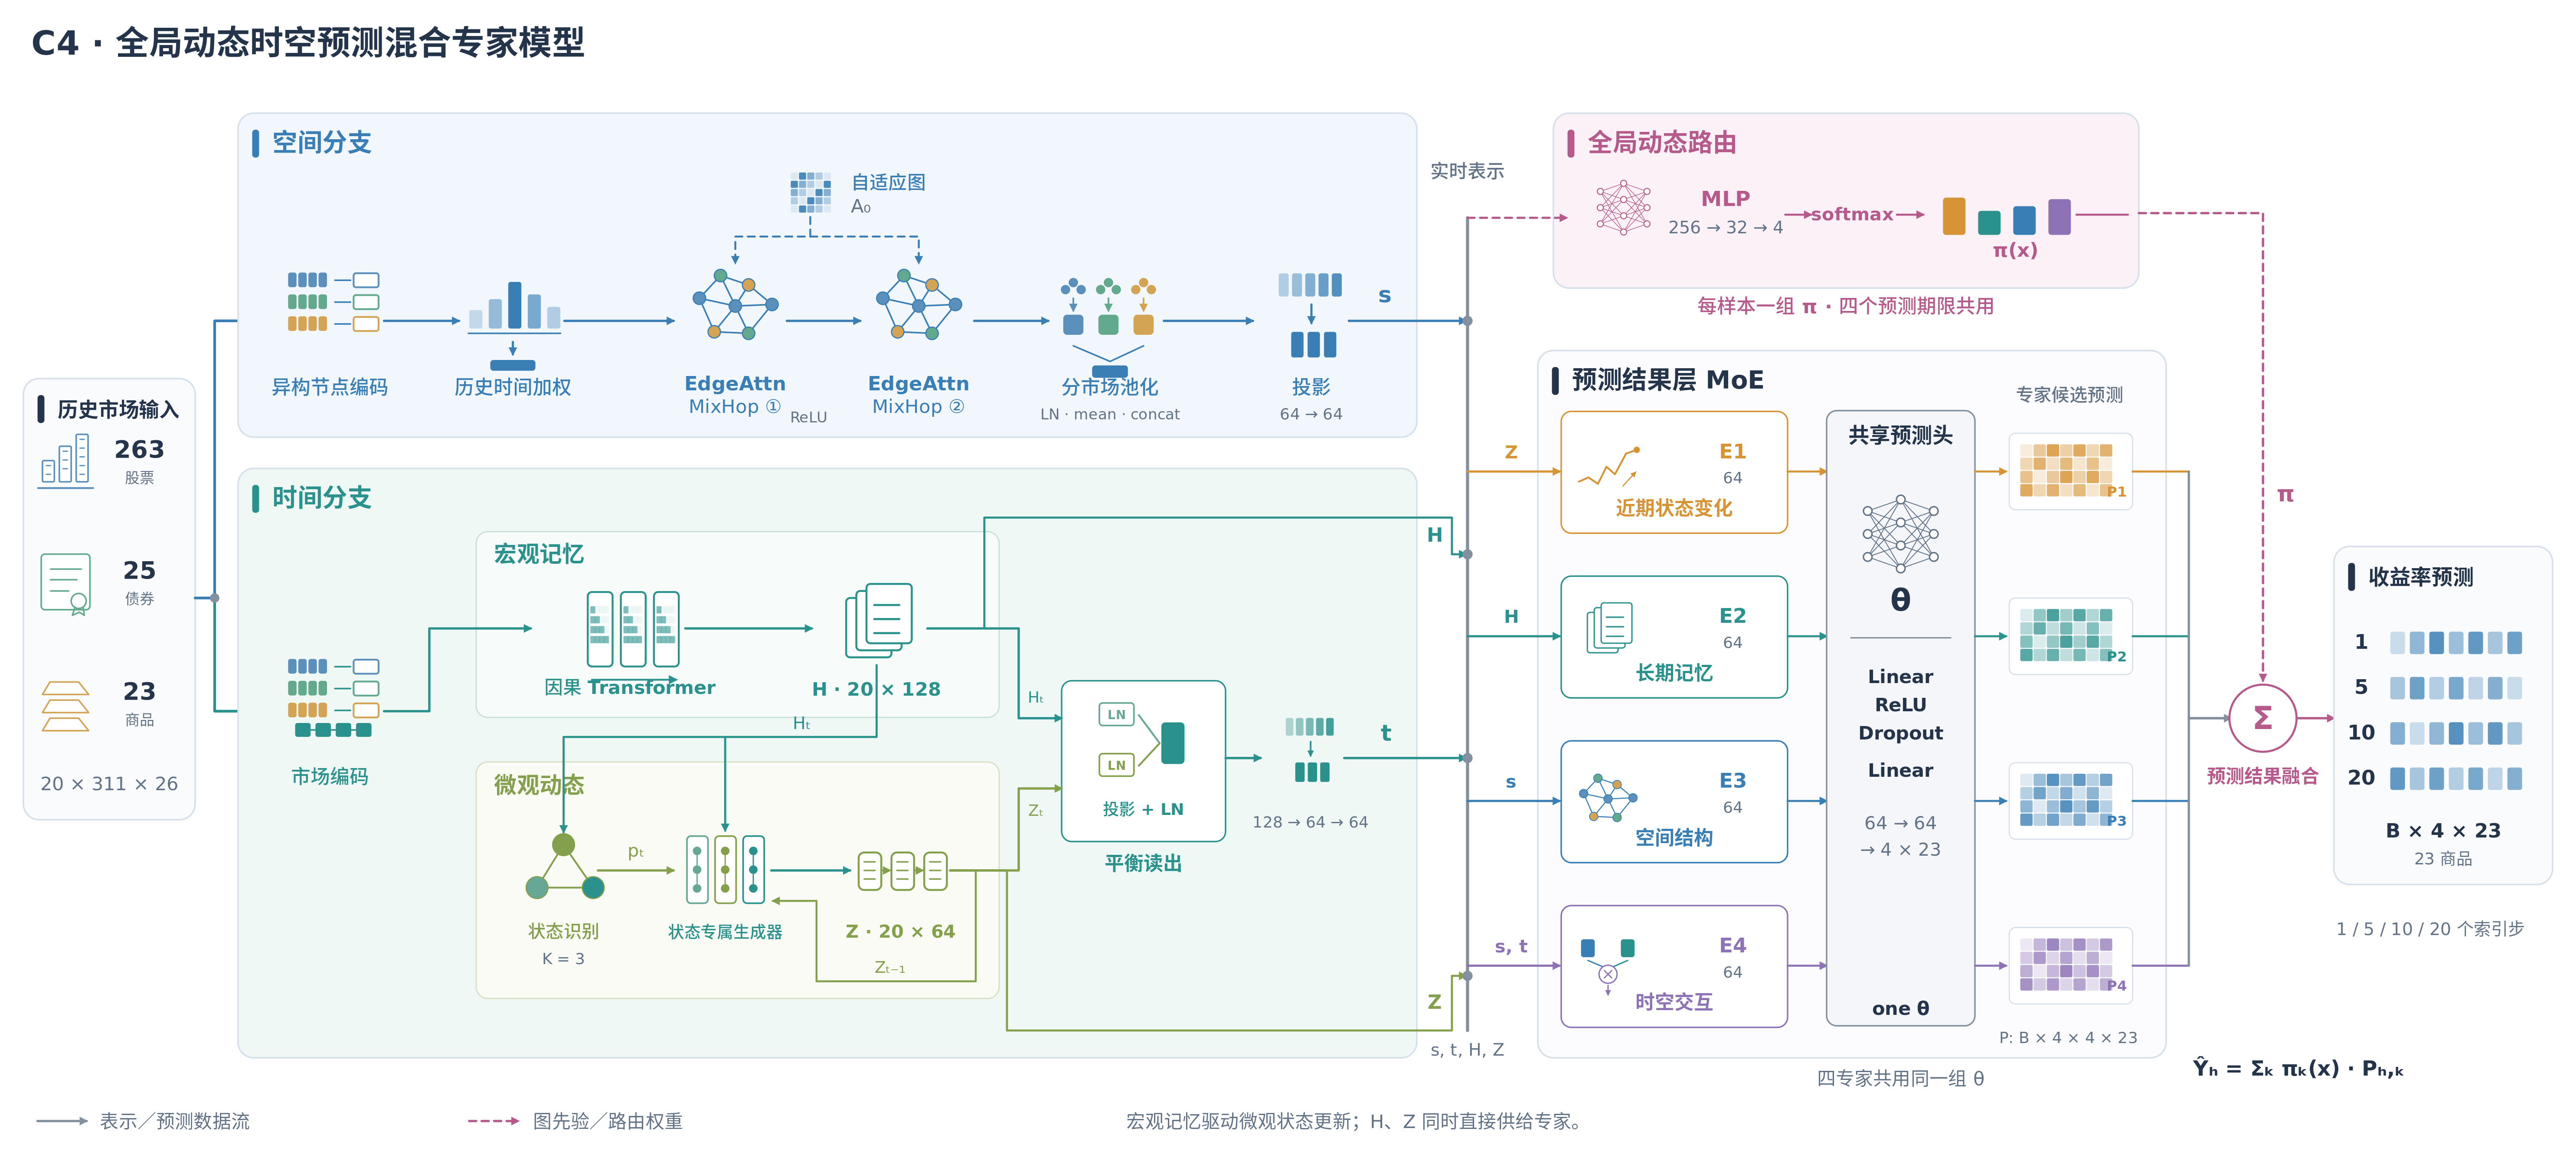 C4 · 全局动态时空预测混合专家模型
历史市场输入
263
股票
25
债券
23
商品
20 × 311 × 26
空间分支
自适应图
A₀
异构节点编码
历史时间加权
EdgeAttn
MixHop ①
ReLU
EdgeAttn
MixHop ②
分市场池化
LN · mean · concat
投影
64 → 64
s
时间分支
市场编码
宏观记忆
因果 Transformer
H · 20 × 128
Hₜ
微观动态
状态识别
K = 3
pₜ
状态专属生成器
Z · 20 × 64
Zₜ₋₁
Hₜ
Zₜ
LN
LN
投影 + LN
平衡读出
128 → 64 → 64
t
H
Z
实时表示
s, t, H, Z
全局动态路由
MLP
256 → 32 → 4
softmax
π(x)
每样本一组 π · 四个预测期限共用
预测结果层 MoE
专家候选预测
Z
E1
64
近期状态变化
H
E2
64
长期记忆
s
E3
64
空间结构
s, t
E4
64
时空交互
共享预测头
θ
Linear
ReLU
Dropout
Linear
64 → 64
→ 4 × 23
one θ
P1
P2
P3
P4
P: B × 4 × 4 × 23
四专家共用同一组 θ
π
Σ
预测结果融合
收益率预测
1
5
10
20
B × 4 × 23
23 商品
1 / 5 / 10 / 20 个索引步
Ŷₕ = Σₖ πₖ(x) · Pₕ,ₖ
表示／预测数据流
图先验／路由权重
宏观记忆驱动微观状态更新；H、Z 同时直接供给专家。